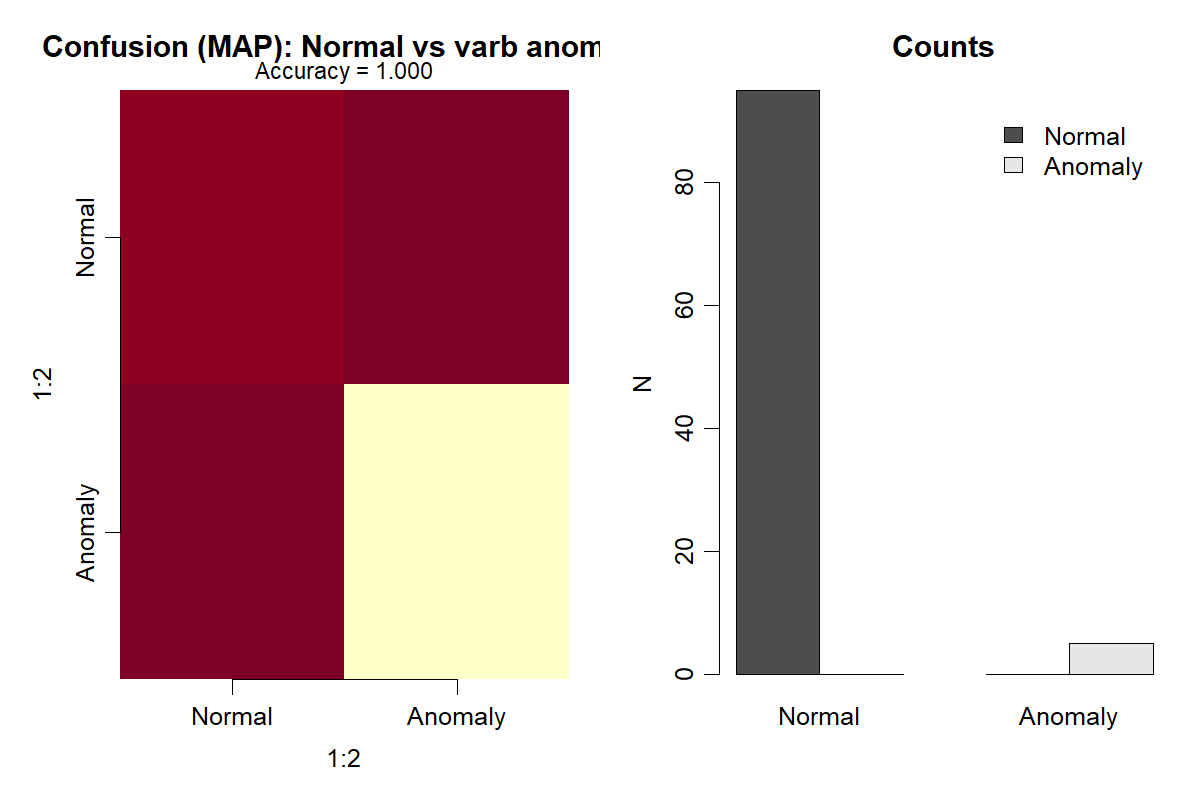 Confusion (MAP): Normal vs varb anom
Accuracy = 1.000
Normal
Anomaly
1:2
Normal Anomaly
1:2
Counts
Normal
Anomaly
80
60
40
20
0
N
Normal Anomaly